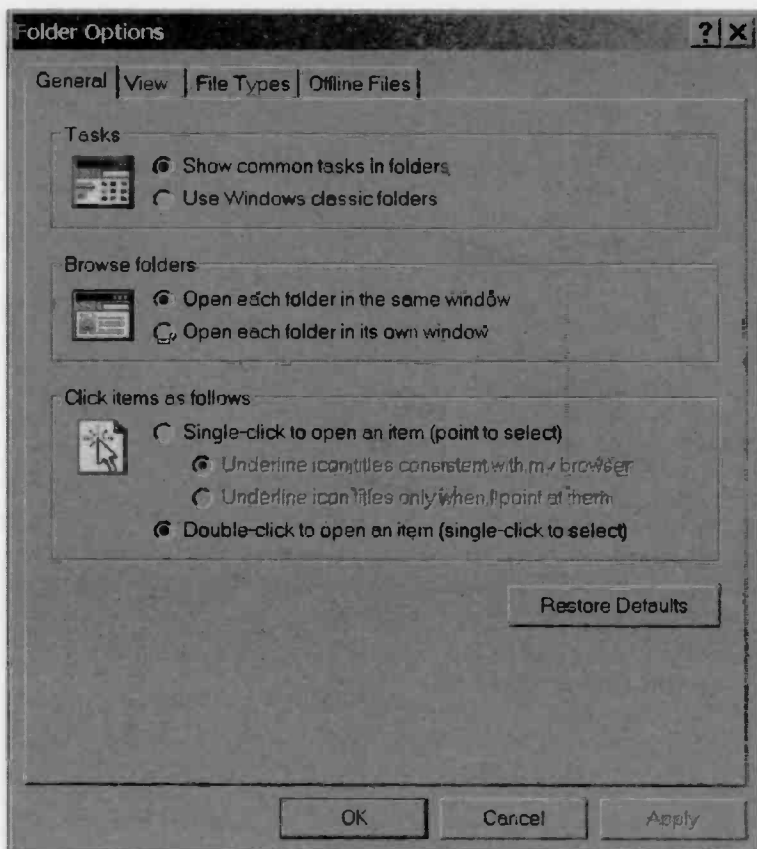 Folder Options
General View File Types Offline Files
Tasks
Show common tasks in folders
Use Windows classic folders
Browse folders
Open each folder in the same window
Open each folder in its own window
Click items as follows
Single-click to open an item (point to select)
Underline icon titles consistent with my browser
Underline icon titles only when I point at them
Double-click to open an item (single-click to select)
Restore Defaults
OK Cancel Apply